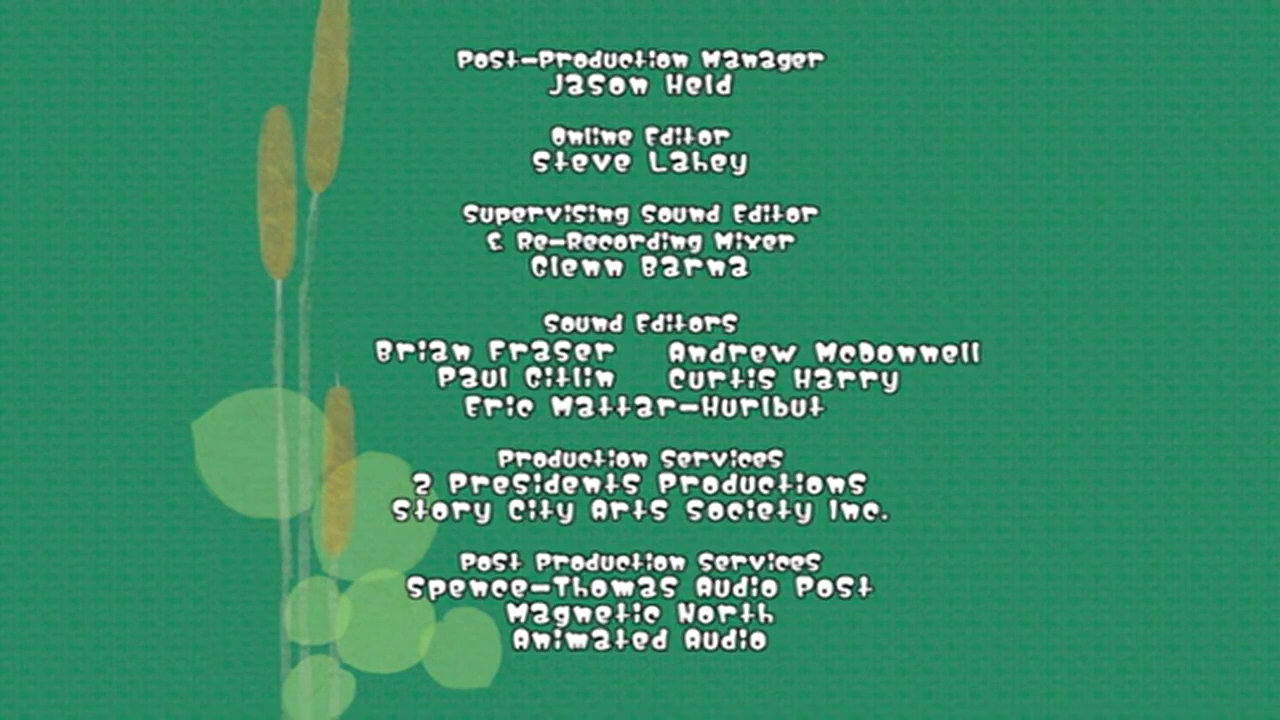 Post-Production Manager
Jason Held
Online Editor
Steve Lahey
Supervising Sound Editor
& Re-Recording Mixer
Glenn Barna
Sound Editors
Brian Fraser Andrew McDonnell
Paul Gitlin Curtis Harry
Eric Mattar-Hurlbut
Production Services
2 Presidents Productions
Story City Arts Society Inc.
Post Production Services
Spence-Thomas Audio Post
Magnetic North
Animated Audio